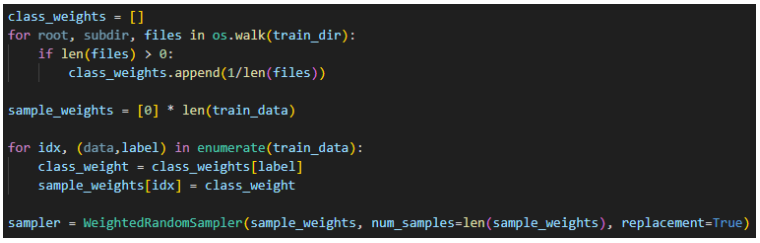 class_weights = []
for root, subdir, files in os.walk(train_dir):
    if len(files) > 0:
        class_weights.append(1/len(files))

sample_weights = [0] * len(train_data)

for idx, (data,label) in enumerate(train_data):
    class_weight = class_weights[label]
    sample_weights[idx] = class_weight

sampler = WeightedRandomSampler(sample_weights, num_samples=len(sample_weights), replacement=True)